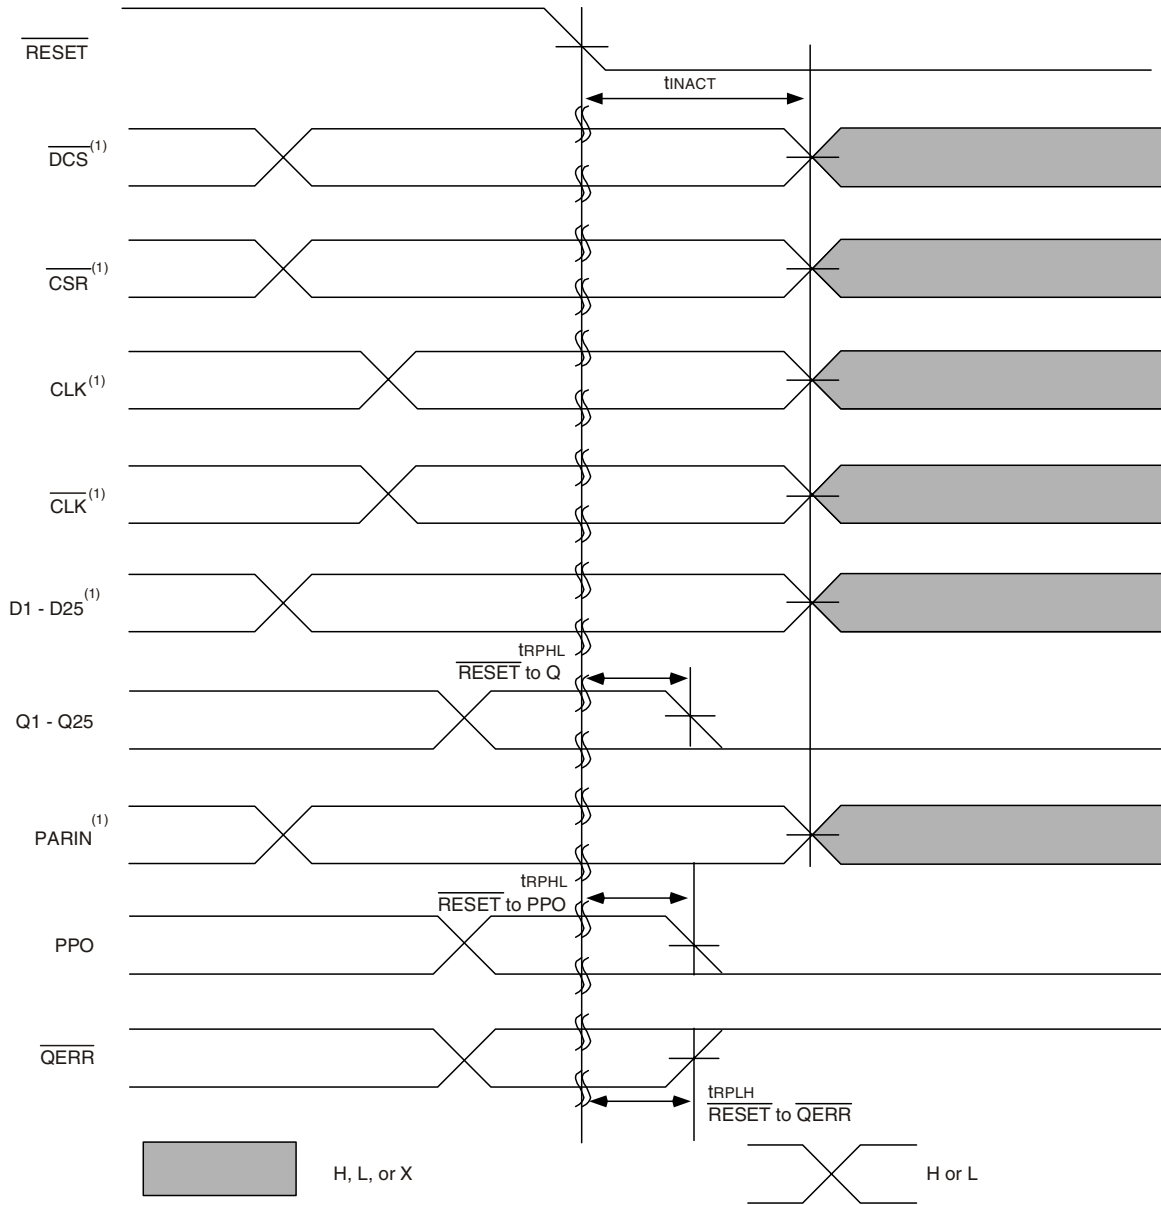 RESET
tINACT
DCS(1)
CSR(1)
CLK(1)
CLK(1)
D1 - D25(1)
tRPHL
RESET to Q
Q1 - Q25
PARIN(1)
tRPHL
RESET to PPO
PPO
QERR
tRPLH
RESET to QERR
H, L, or X
H or L